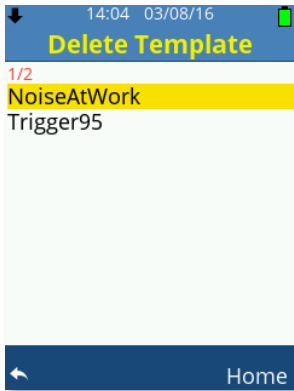 14:04 03/08/16
Delete Template
1/2
NoiseAtWork
Trigger95
Home